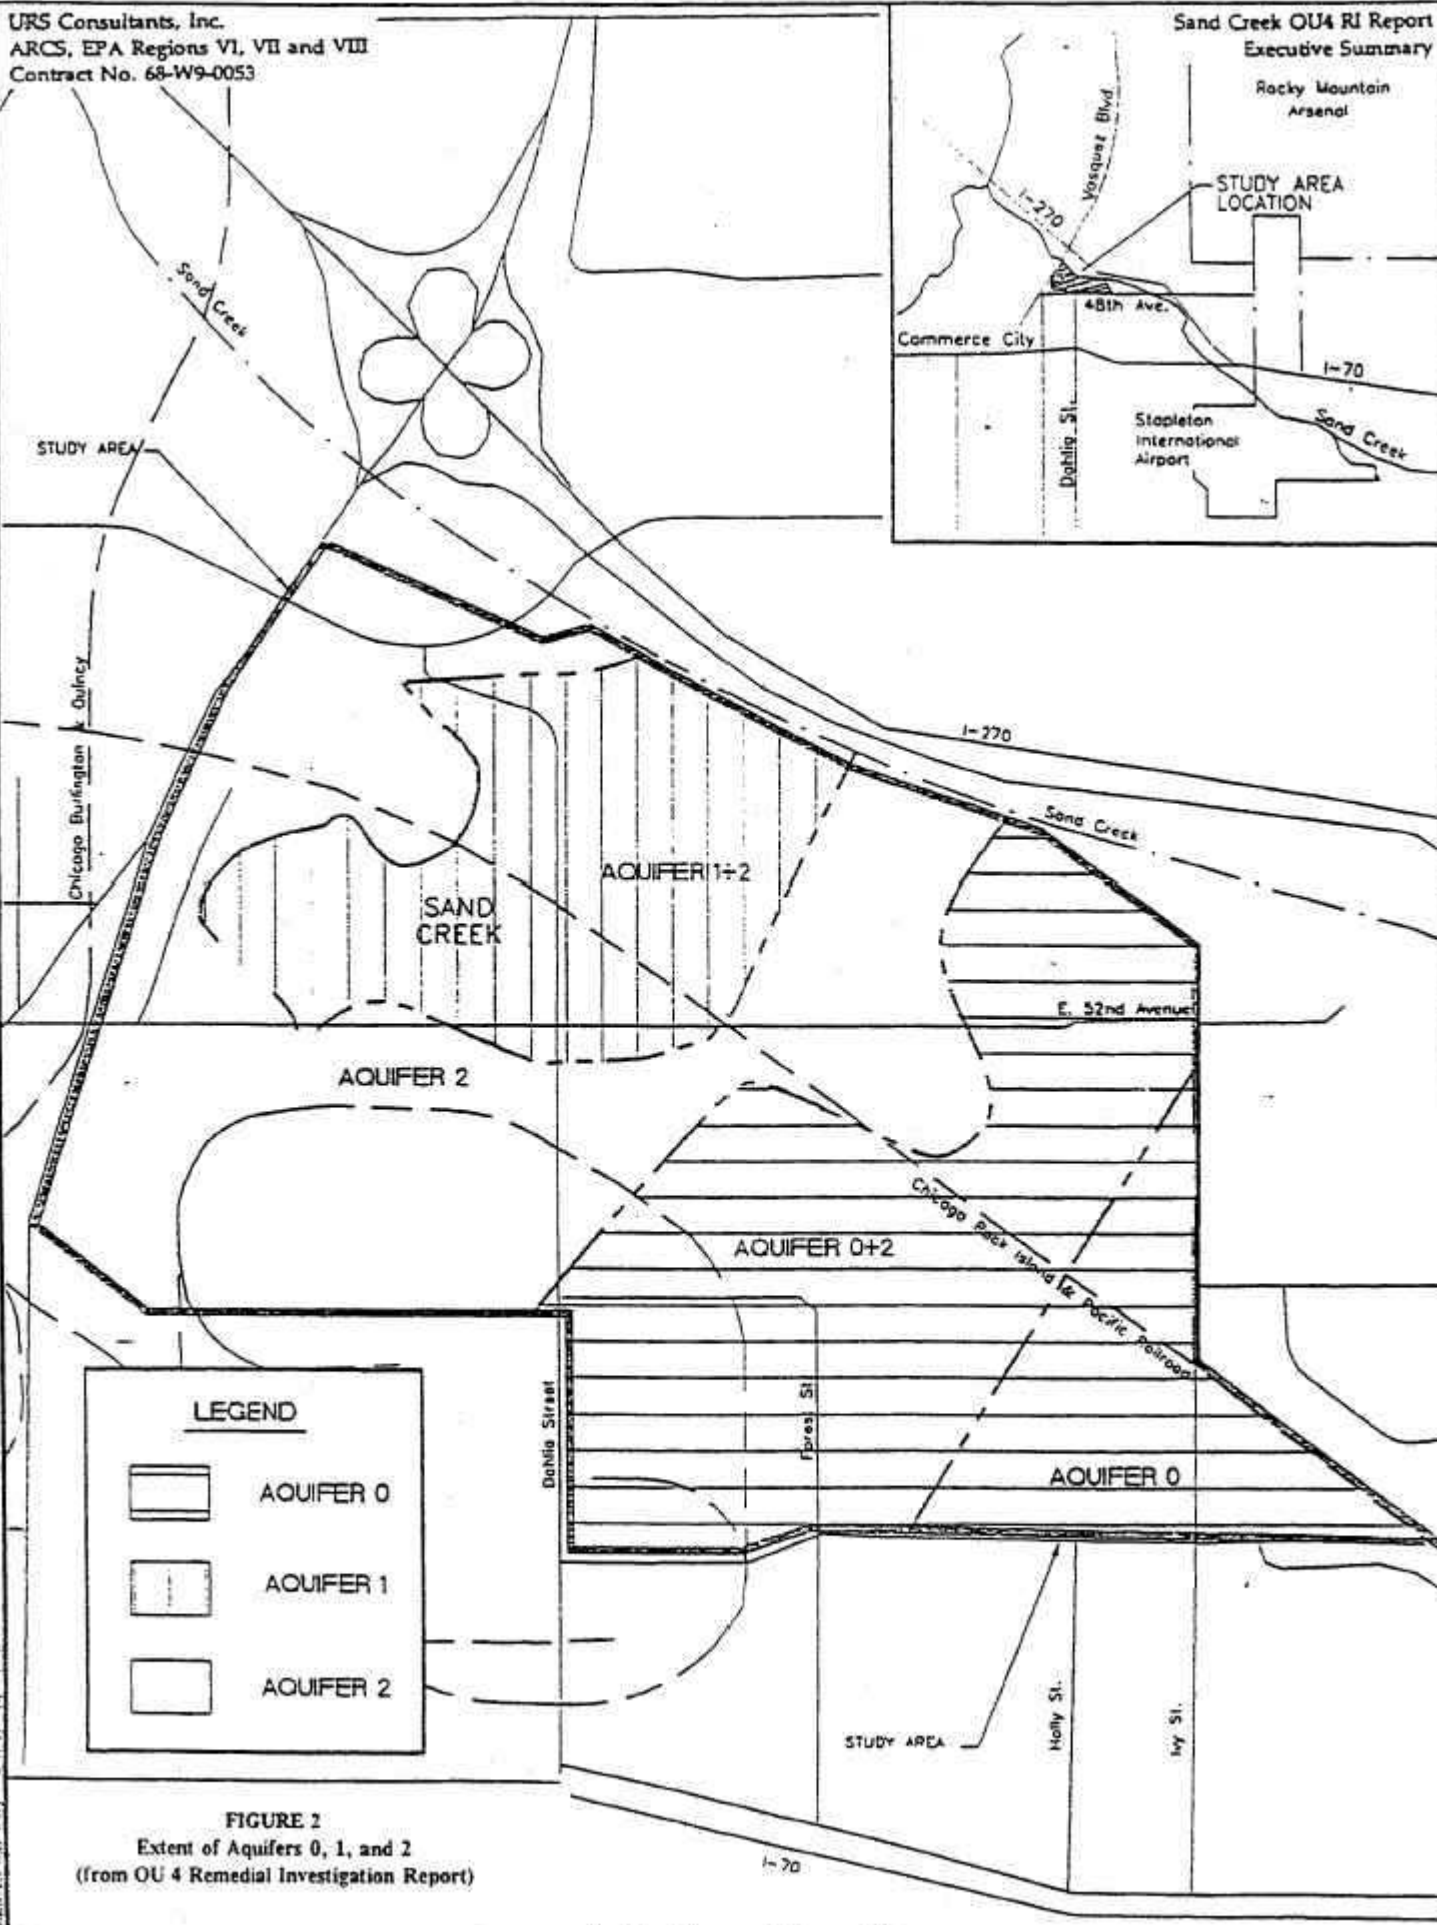 URS Consultants, Inc.
ARCS, EPA Regions VI, VII and VIII
Contract No. 68-W9-0053
Sand Creek OU4 RI Report
Executive Summary
Rocky Mountain
Arsenal
Vasquez Blvd.
I-270
STUDY AREA
LOCATION
48th Ave.
Commerce City
I-70
Dahlia St.
Stapleton
International
Airport
Sand Creek
Sand Creek
STUDY AREA
Chicago Burlington & Quincy
I-270
Sand Creek
AQUIFER 1+2
SAND
CREEK
E. 52nd Avenue
AQUIFER 2
Chicago Rock Island & Pacific Railroad
AQUIFER 0+2
Dahlia Street
Forest St.
AQUIFER 0
LEGEND
AQUIFER 0
AQUIFER 1
AQUIFER 2
STUDY AREA
Holly St.
Ivy St.
I-70
FIGURE 2
Extent of Aquifers 0, 1, and 2
(from OU 4 Remedial Investigation Report)